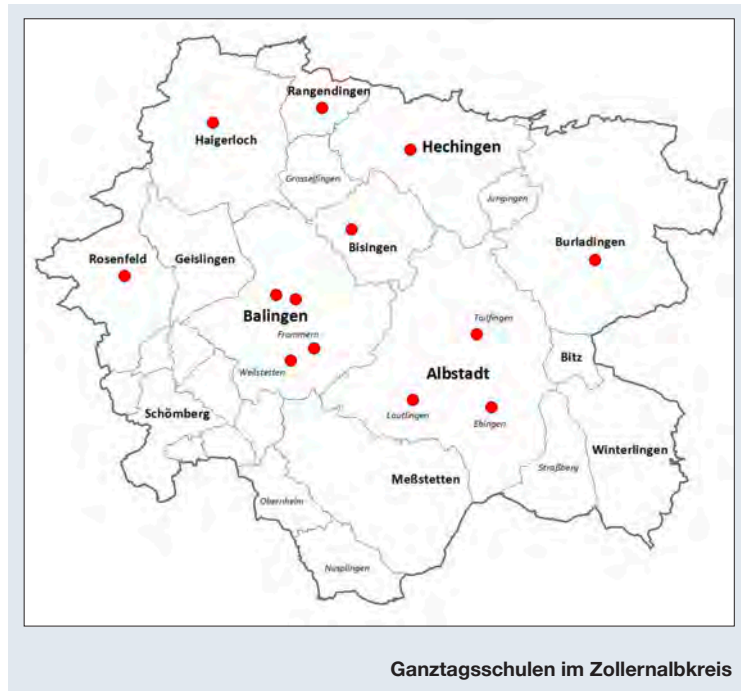 Rangendingen
Haigerloch
Hechingen
Grosselfingen
Jungingen
Bisingen
Burladingen
Rosenfeld
Geislingen
Balingen
Tailfingen
Frommern
Bitz
Weilstetten
Albstadt
Schömberg
Lautlingen
Ebingen
Winterlingen
Meßstetten
Straßberg
Obernheim
Nusplingen
Ganztagsschulen im Zollernalbkreis